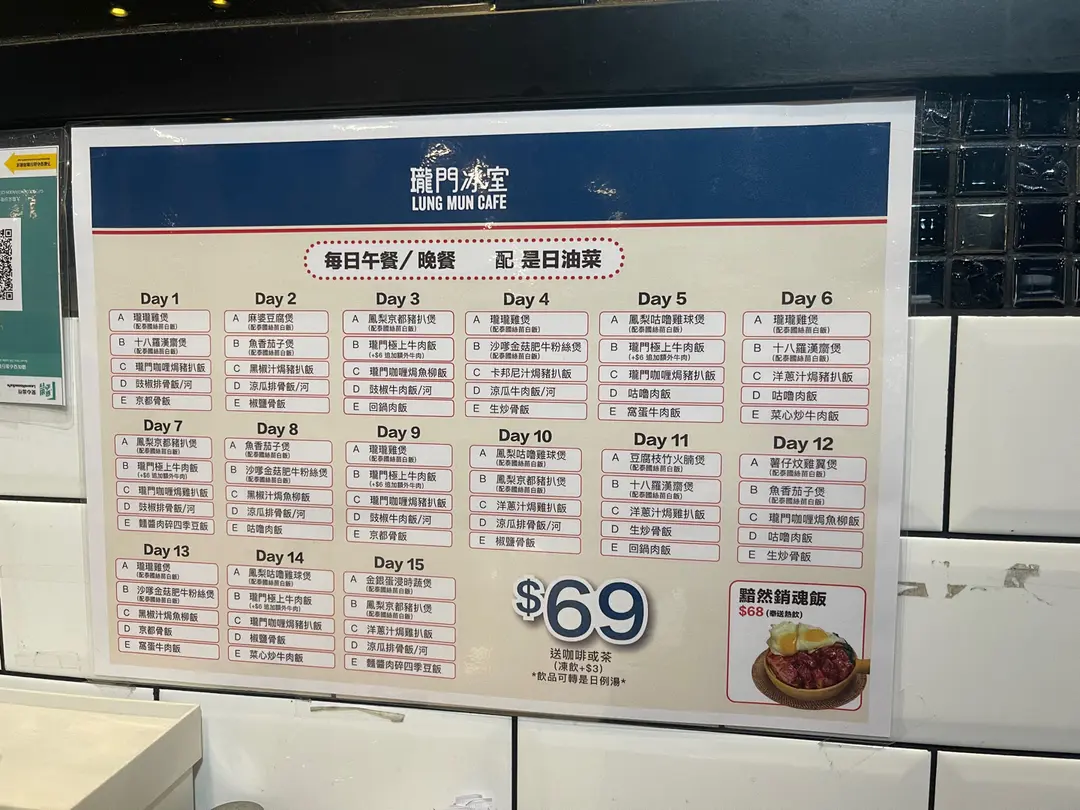 瓏門冰室
LUNG MUN CAFE
每日午餐/晚餐 配 是日油菜
Day 1
A 瓏瓏雞煲
(配泰國絲苗白飯)
B 十八羅漢齋煲
(配泰國絲苗白飯)
C 瓏門咖喱焗豬扒飯
D 豉椒排骨飯/河
E 京都骨飯
Day 2
A 麻婆豆腐煲
(配泰國絲苗白飯)
B 魚香茄子煲
(配泰國絲苗白飯)
C 黑椒汁焗豬扒飯
D 涼瓜排骨飯/河
E 椒鹽骨飯
Day 3
A 鳳梨京都豬扒煲
(配泰國絲苗白飯)
B 瓏門極上牛肉飯
(+$6 追加額外牛肉)
C 瓏門咖喱焗魚柳飯
D 豉椒牛肉飯/河
E 回鍋肉飯
Day 4
A 瓏瓏雞煲
(配泰國絲苗白飯)
B 沙嗲金菇肥牛粉絲煲
(配泰國絲苗白飯)
C 卡邦尼汁焗豬扒飯
D 涼瓜牛肉飯/河
E 生炒骨飯
Day 5
A 鳳梨咕嚕雞球煲
(配泰國絲苗白飯)
B 瓏門極上牛肉飯
(+$6 追加額外牛肉)
C 瓏門咖喱焗豬扒飯
D 咕嚕肉飯
E 窩蛋牛肉飯
Day 6
A 瓏瓏雞煲
(配泰國絲苗白飯)
B 十八羅漢齋煲
(配泰國絲苗白飯)
C 洋蔥汁焗豬扒飯
D 咕嚕肉飯
E 菜心炒牛肉飯
Day 7
A 鳳梨京都豬扒煲
(配泰國絲苗白飯)
B 瓏門極上牛肉飯
(+$6 追加額外牛肉)
C 瓏門咖喱焗雞扒飯
D 豉椒排骨飯/河
E 豔醬肉碎四季豆飯
Day 8
A 魚香茄子煲
(配泰國絲苗白飯)
B 沙嗲金菇肥牛粉絲煲
(配泰國絲苗白飯)
C 黑椒汁焗魚柳飯
D 涼瓜排骨飯/河
E 咕嚕肉飯
Day 9
A 瓏瓏雞煲
(配泰國絲苗白飯)
B 瓏門極上牛肉飯
(+$6 追加額外牛肉)
C 瓏門咖喱焗豬扒飯
D 豉椒牛肉飯/河
E 京都骨飯
Day 10
A 鳳梨咕嚕雞球煲
(配泰國絲苗白飯)
B 鳳梨京都豬扒煲
(配泰國絲苗白飯)
C 洋蔥汁焗雞扒飯
D 涼瓜排骨飯/河
E 椒鹽骨飯
Day 11
A 豆腐枝竹火腩煲
(配泰國絲苗白飯)
B 十八羅漢齋煲
(配泰國絲苗白飯)
C 洋蔥汁焗雞扒飯
D 生炒骨飯
E 回鍋肉飯
Day 12
A 薯仔炆雞翼煲
(配泰國絲苗白飯)
B 魚香茄子煲
(配泰國絲苗白飯)
C 瓏門咖喱焗魚柳飯
D 咕嚕肉飯
E 生炒骨飯
Day 13
A 瓏瓏雞煲
(配泰國絲苗白飯)
B 沙嗲金菇肥牛粉絲煲
(配泰國絲苗白飯)
C 黑椒汁焗魚柳飯
D 京都骨飯
E 窩蛋牛肉飯
Day 14
A 鳳梨咕嚕雞球煲
(配泰國絲苗白飯)
B 瓏門極上牛肉飯
(+$6 追加額外牛肉)
C 瓏門咖喱焗豬扒飯
D 椒鹽骨飯
E 菜心炒牛肉飯
Day 15
A 金銀蛋浸時蔬煲
(配泰國絲苗白飯)
B 鳳梨京都豬扒煲
(配泰國絲苗白飯)
C 洋蔥汁焗雞扒飯
D 涼瓜排骨飯/河
E 豔醬肉碎四季豆飯
$69
送咖啡或茶
(凍飲+$3)
*飲品可轉是日例湯*
黯然銷魂飯
$68 (奉送熱飲)